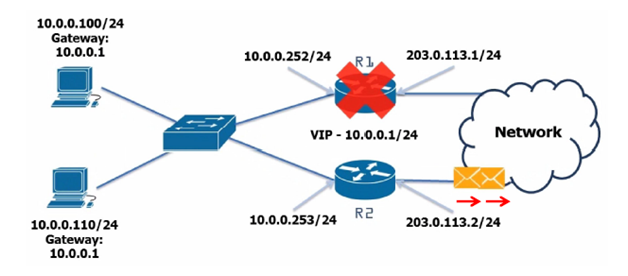 10.0.0.100/24
Gateway:
10.0.0.1
10.0.0.252/24
R1
203.0.113.1/24
VIP - 10.0.0.1/24
Network
10.0.0.110/24
Gateway:
10.0.0.1
10.0.0.253/24
R2
203.0.113.2/24